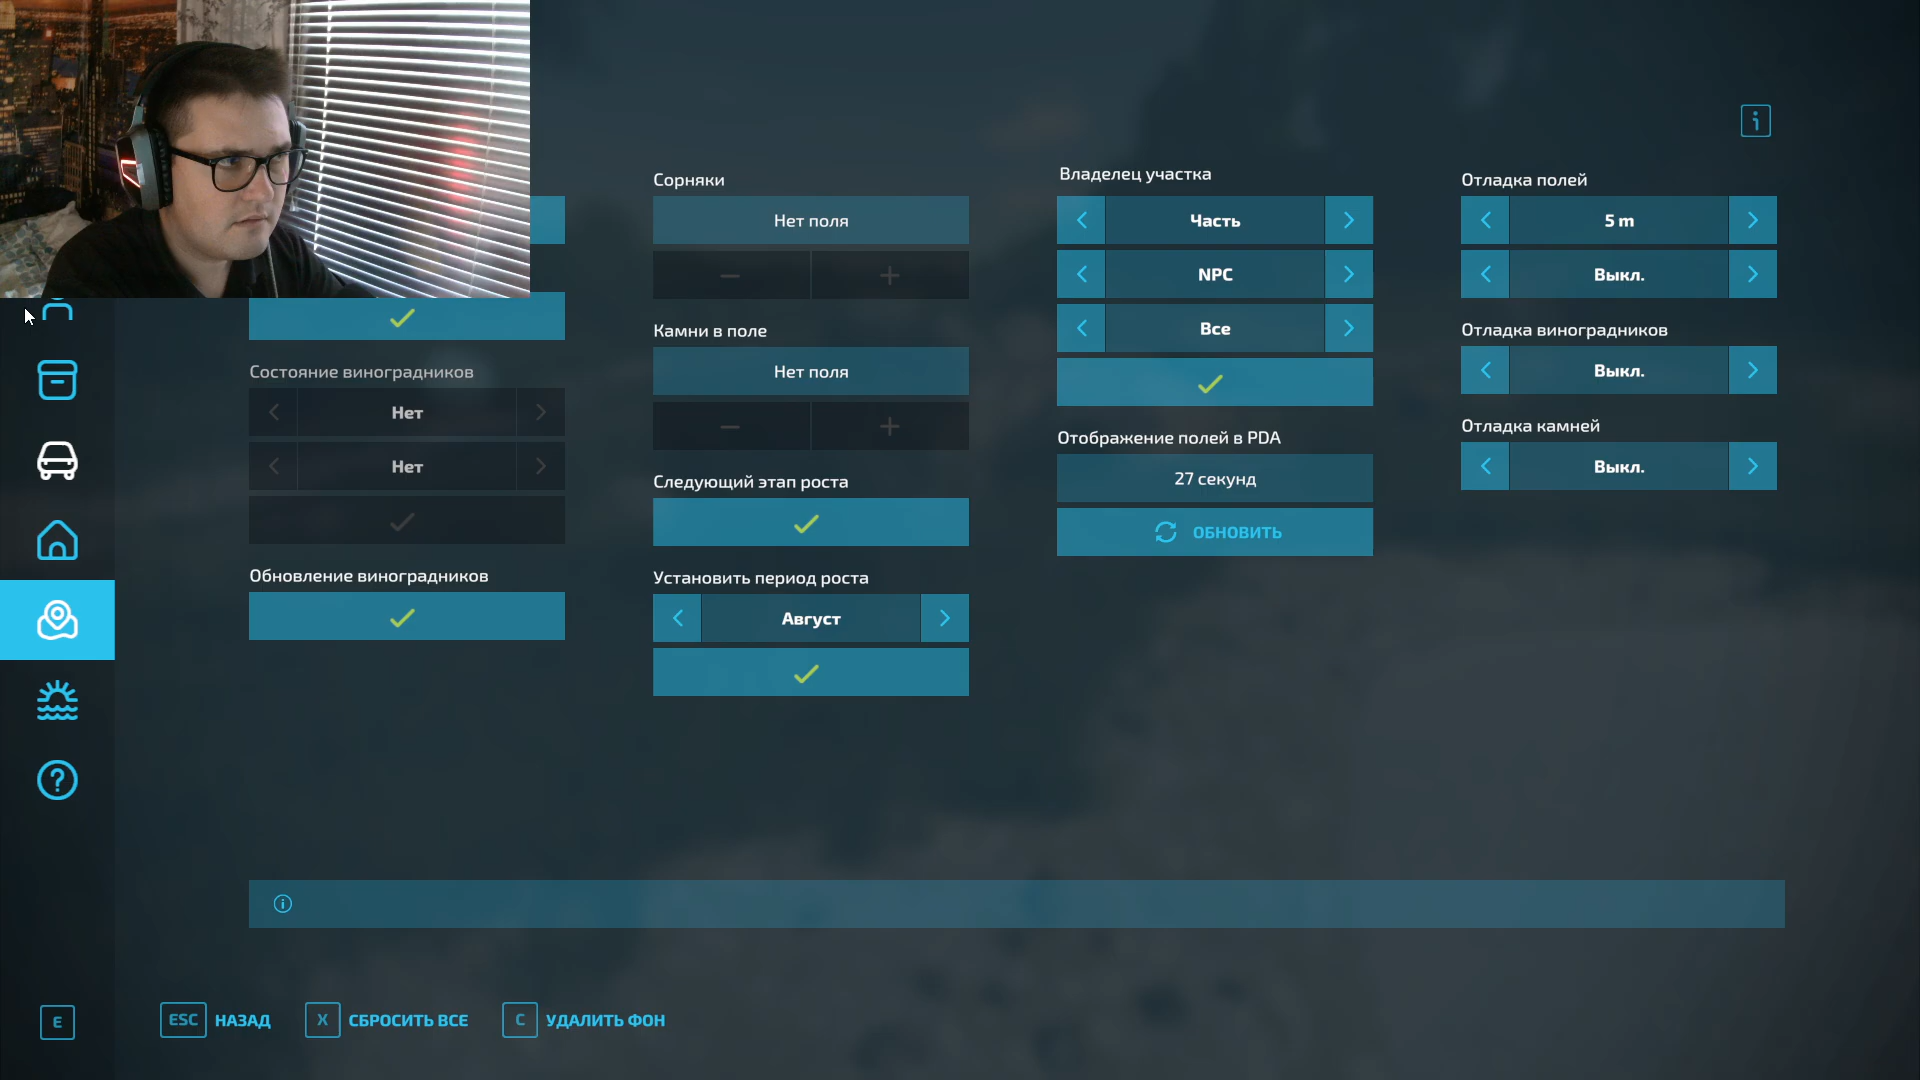 Состояние виноградников
Нет
Нет
Обновление виноградников
Сорняки
Нет поля
Камни в поле
Нет поля
Следующий этап роста
Установить период роста
Август
Владелец участка
Часть
NPC
Все
Отображение полей в PDA
27 секунд
ОБНОВИТЬ
Отладка полей
5 m
Выкл.
Отладка виноградников
Выкл.
Отладка камней
Выкл.
E
ESC НАЗАД X СБРОСИТЬ ВСЕ C УДАЛИТЬ ФОН